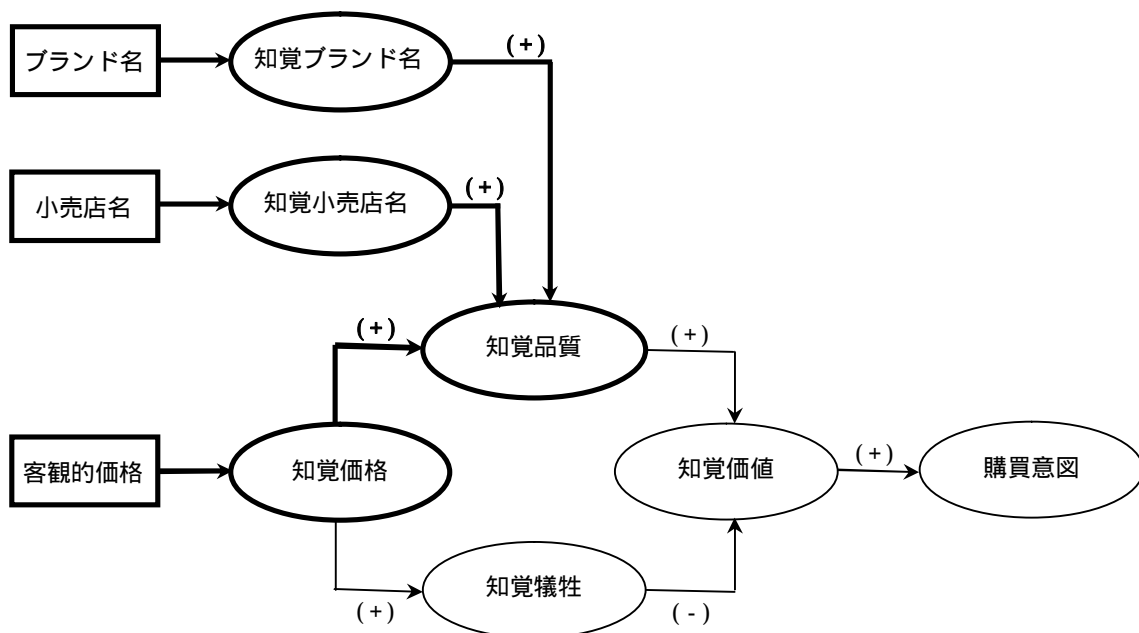 ブランド名
知覚ブランド名
(+)
小売店名
知覚小売店名
(+)
(+)
知覚品質
(+)
客観的価格
知覚価格
知覚価値
(+)
購買意図
知覚犠牲
(+)
(-)